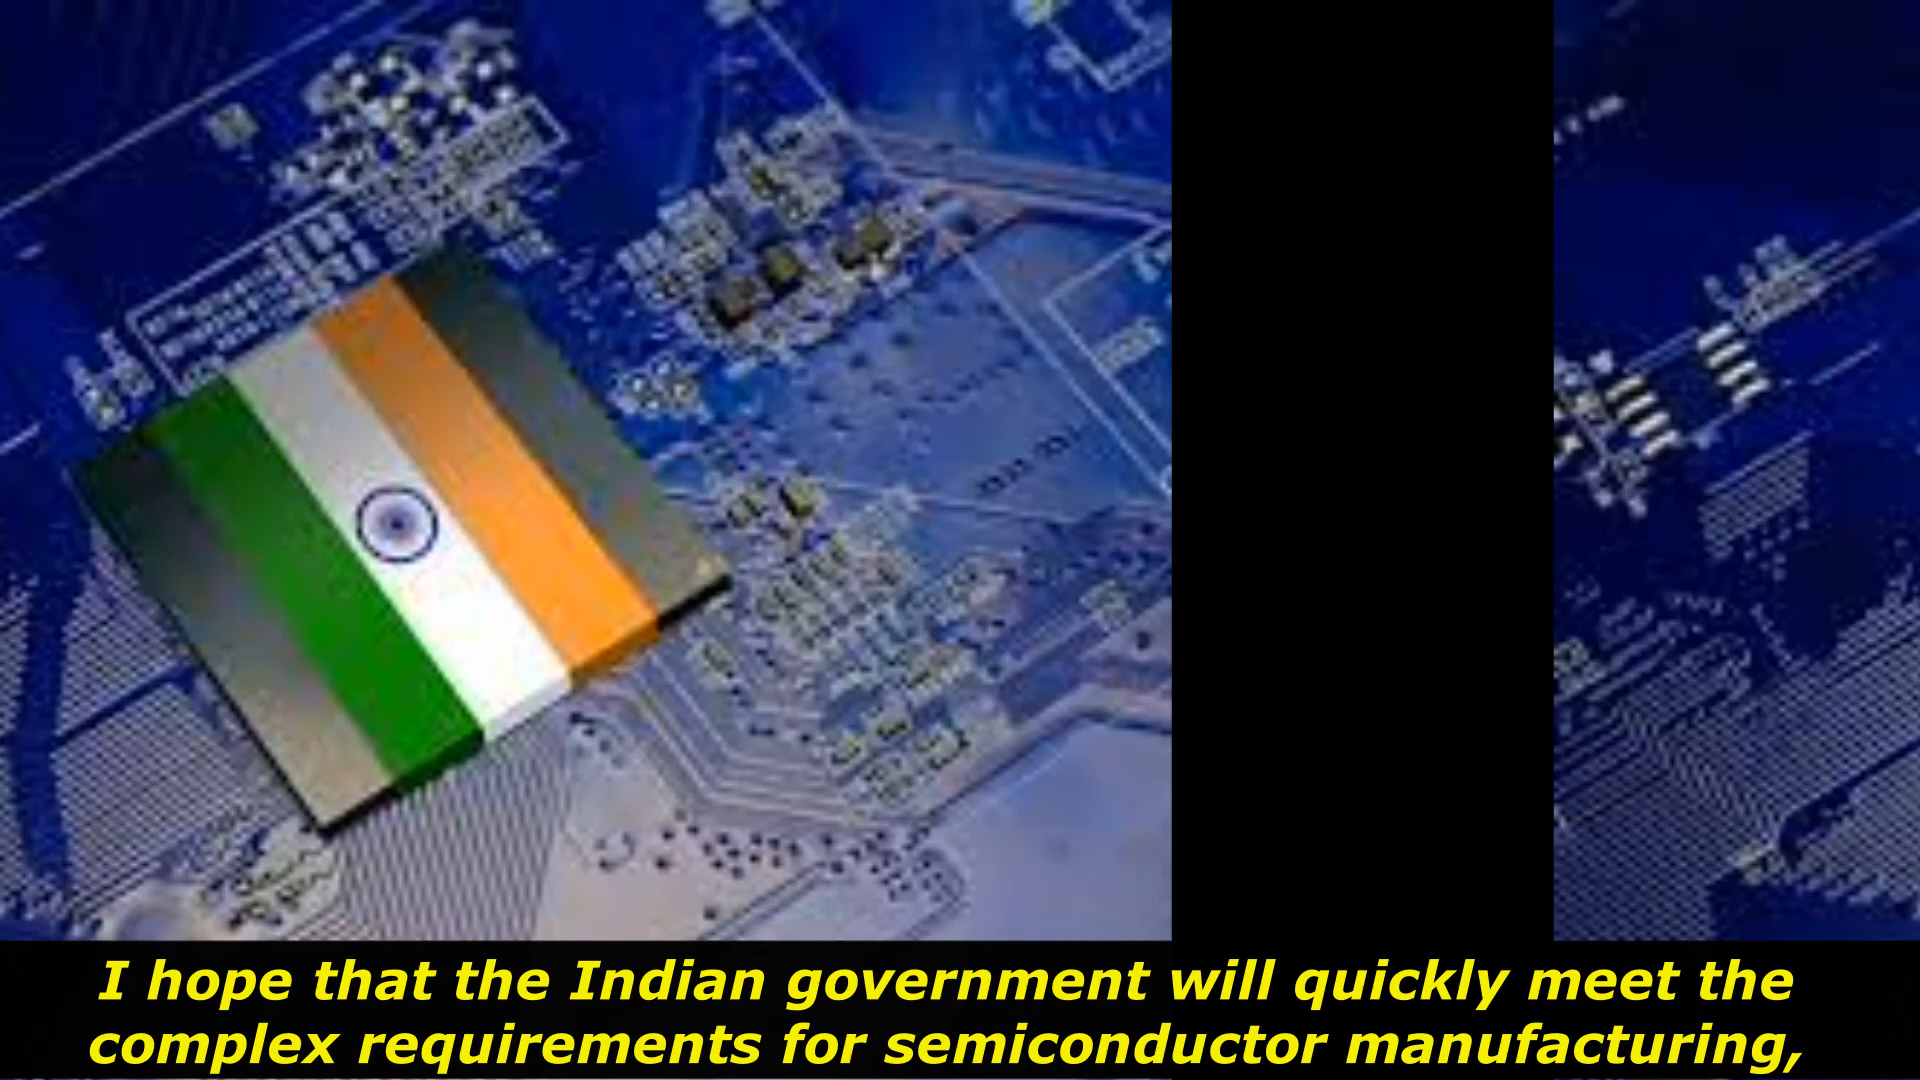 I hope that the Indian government will quickly meet the
complex requirements for semiconductor manufacturing,